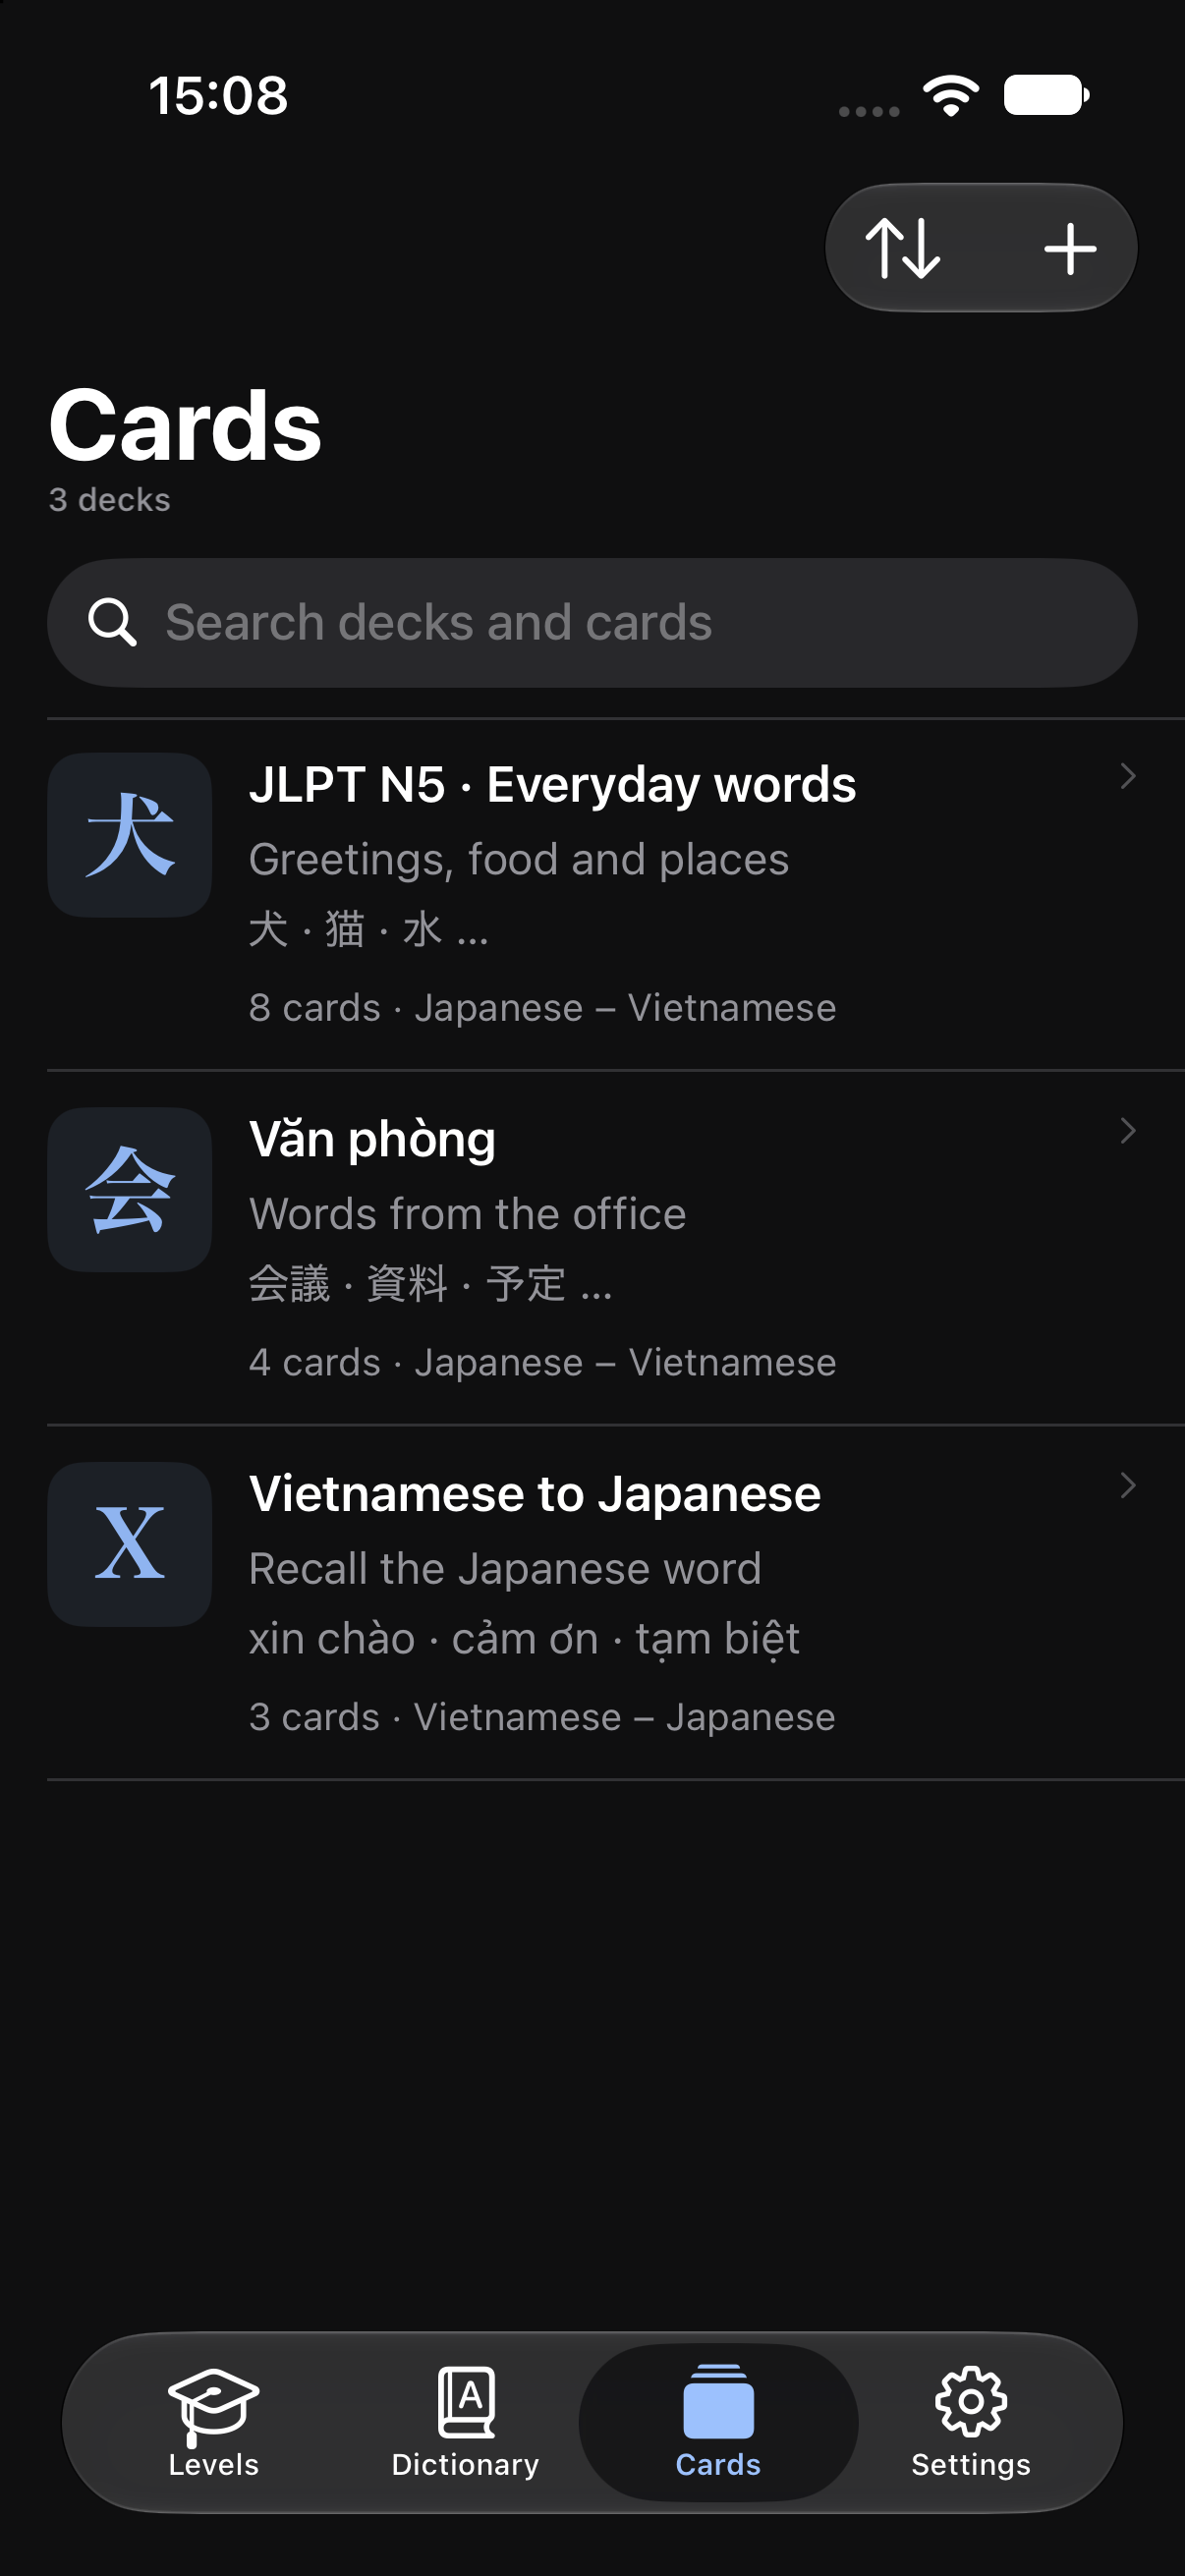 15:08
Cards
3 decks
Search decks and cards
犬
JLPT N5 · Everyday words
Greetings, food and places
犬 · 猫 · 水 ...
8 cards · Japanese – Vietnamese
会
Văn phòng
Words from the office
会議 · 資料 · 予定 ...
4 cards · Japanese – Vietnamese
X
Vietnamese to Japanese
Recall the Japanese word
xin chào · cảm ơn · tạm biệt
3 cards · Vietnamese – Japanese
A
Levels
Dictionary
Cards
Settings